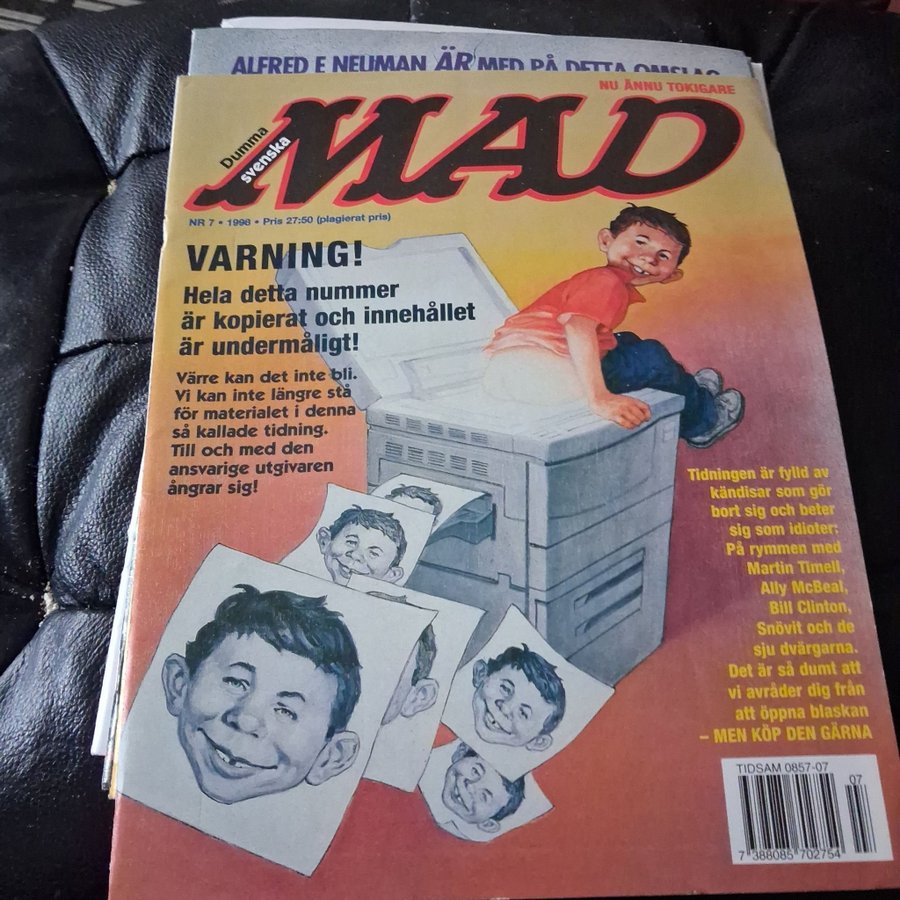 ALFRED E NEUMAN ÄR MED PÅ DETTA OMSLAG
NU ÄNNU TOKIGARE
Dumma
svenska
MAD
NR 7 • 1998 • Pris 27:50 (plagierat pris)
VARNING!
Hela detta nummer
är kopierat och innehållet
är undermåligt!
Värre kan det inte bli.
Vi kan inte längre stå
för materialet i denna
så kallade tidning.
Till och med den
ansvarige utgivaren
ångrar sig!
Tidningen är fylld av
kändisar som gör
bort sig och beter
sig som idioter:
På rymmen med
Martin Timell,
Ally McBeal,
Bill Clinton,
Snövit och de
sju dvärgarna.
Det är så dumt att
vi avråder dig från
att öppna blaskan
– MEN KÖP DEN GÄRNA
TIDSAM 0857-07
07
7 388085 702754